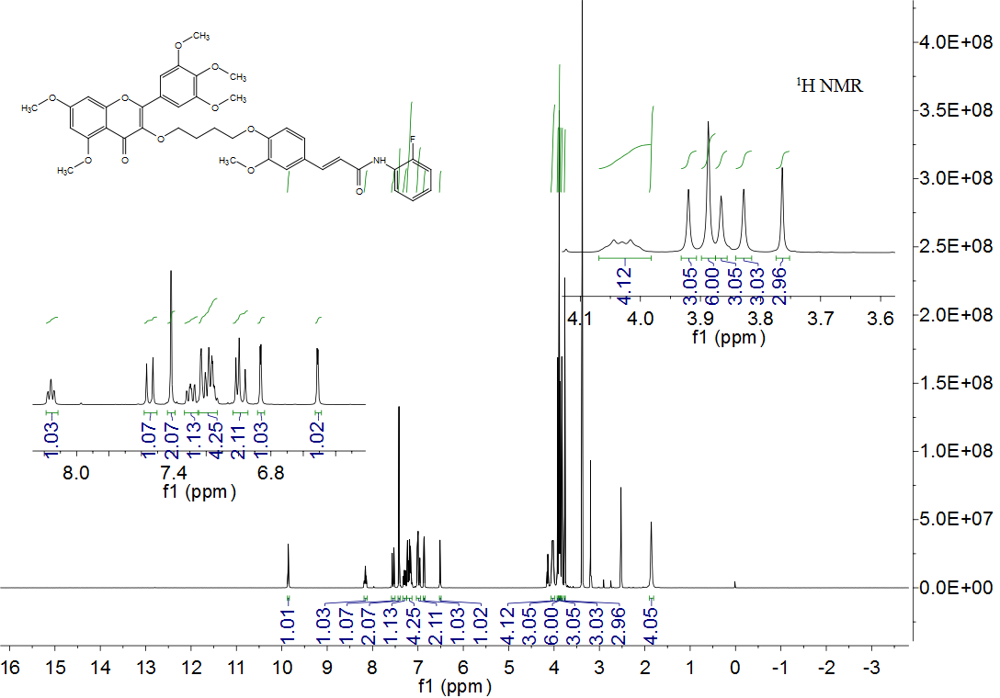 4.0E+08
3.5E+08
3.0E+08
2.5E+08
2.0E+08
1.5E+08
1.0E+08
5.0E+07
0.0E+00
¹H NMR
CH₃
O
O
CH₃
O
CH₃
O
CH₃
O
O
O
O
CH₃
O
H₃C
O
O
NH
F
4.12
3.05
6.00
3.05
3.03
2.96
4.1 4.0 3.9 3.8 3.7 3.6
f1 (ppm)
1.03
1.07
2.07
1.13
4.25
2.11
1.03
1.02
8.0 7.4 6.8
f1 (ppm)
1.01
1.03
1.07
2.07
1.13
4.25
2.11
1.03
1.02
4.12
3.05
6.00
3.05
3.03
2.96
4.05
16 15 14 13 12 11 10 9 8 7 6 5 4 3 2 1 0 -1 -2 -3
f1 (ppm)